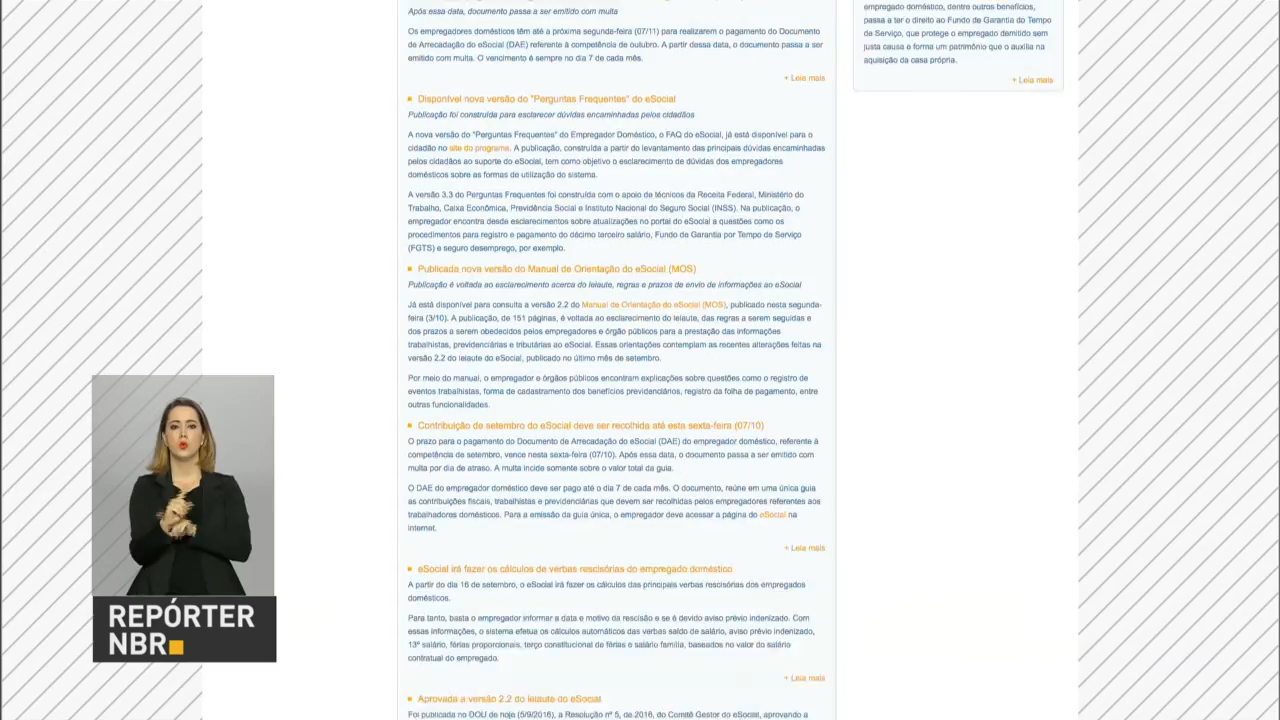 Após essa data, documento passa a ser emitido com multa
Os empregadores domésticos têm até a próxima segunda-feira (07/11) para realizarem o pagamento do Documento
de Arrecadação do eSocial (DAE) referente à competência de outubro. A partir dessa data, o documento passa a ser
emitido com multa. O vencimento é sempre no dia 7 de cada mês.
+ Leia mais
Disponível nova versão do "Perguntas Frequentes" do eSocial
Publicação foi construída para esclarecer dúvidas encaminhadas pelos cidadãos
A nova versão do "Perguntas Frequentes" do Empregador Doméstico, o FAQ do eSocial, já está disponível para o
cidadão no site do programa. A publicação, construída a partir do levantamento das principais dúvidas encaminhadas
pelos cidadãos ao suporte do eSocial, tem como objetivo o esclarecimento de dúvidas dos empregadores
domésticos sobre as formas de utilização do sistema.
A versão 3.3 do Perguntas Frequentes foi construída com o apoio de técnicos da Receita Federal, Ministério do
Trabalho, Caixa Econômica, Previdência Social e Instituto Nacional do Seguro Social (INSS). Na publicação, o
empregador encontra desde esclarecimentos sobre atualizações no portal do eSocial a questões como os
procedimentos para registro e pagamento do décimo terceiro salário, Fundo de Garantia por Tempo de Serviço
(FGTS) e seguro desemprego, por exemplo.
Publicada nova versão do Manual de Orientação do eSocial (MOS)
Publicação é voltada ao esclarecimento acerca do leiaute, regras e prazos de envio de informações ao eSocial
Já está disponível para consulta a versão 2.2 do Manual de Orientação do eSocial (MOS), publicado nesta segunda-
feira (3/10). A publicação, de 151 páginas, é voltada ao esclarecimento do leiaute, das regras a serem seguidas e
dos prazos a serem obedecidos pelos empregadores e órgão públicos para a prestação das informações
trabalhistas, previdenciárias e tributárias ao eSocial. Essas orientações contemplam as recentes alterações feitas na
versão 2.2 do leiaute do eSocial, publicado no último mês de setembro.
Por meio do manual, o empregador e órgãos públicos encontram explicações sobre questões como o registro de
eventos trabalhistas, forma de cadastramento dos benefícios previdenciários, registro da folha de pagamento, entre
outras funcionalidades.
Contribuição de setembro do eSocial deve ser recolhida até esta sexta-feira (07/10)
O prazo para o pagamento do Documento de Arrecadação do eSocial (DAE) do empregador doméstico, referente à
competência de setembro, vence nesta sexta-feira (07/10). Após essa data, o documento passa a ser emitido com
multa por dia de atraso. A multa incide somente sobre o valor total da guia.
O DAE do empregador doméstico deve ser pago até o dia 7 de cada mês. O documento, reúne em uma única guia
as contribuições fiscais, trabalhistas e previdenciárias que devem ser recolhidas pelos empregadores referentes aos
trabalhadores domésticos. Para a emissão da guia única, o empregador deve acessar a página do eSocial na
internet.
+ Leia mais
eSocial irá fazer os cálculos de verbas rescisórias do empregado doméstico
A partir do dia 16 de setembro, o eSocial irá fazer os cálculos das principais verbas rescisórias dos empregados
domésticos.
Para tanto, basta o empregador informar a data e motivo da rescisão e se é devido aviso prévio indenizado. Com
essas informações, o sistema efetua os cálculos automáticos das verbas saldo de salário, aviso prévio indenizado,
13º salário, férias proporcionais, terço constitucional de férias e salário família, baseados no valor do salário
contratual do empregado.
+ Leia mais
Aprovada a versão 2.2 do leiaute do eSocial
Foi publicada no DOU de hoje (5/9/2016), a Resolução nº 5, de 2016, do Comitê Gestor do eSocial, aprovando a
empregado doméstico, dentre outros benefícios,
passa a ter o direito ao Fundo de Garantia do Tempo
de Serviço, que protege o empregado demitido sem
justa causa e forma um patrimônio que o auxilia na
aquisição da casa própria.
+ Leia mais
REPÓRTER
NBR